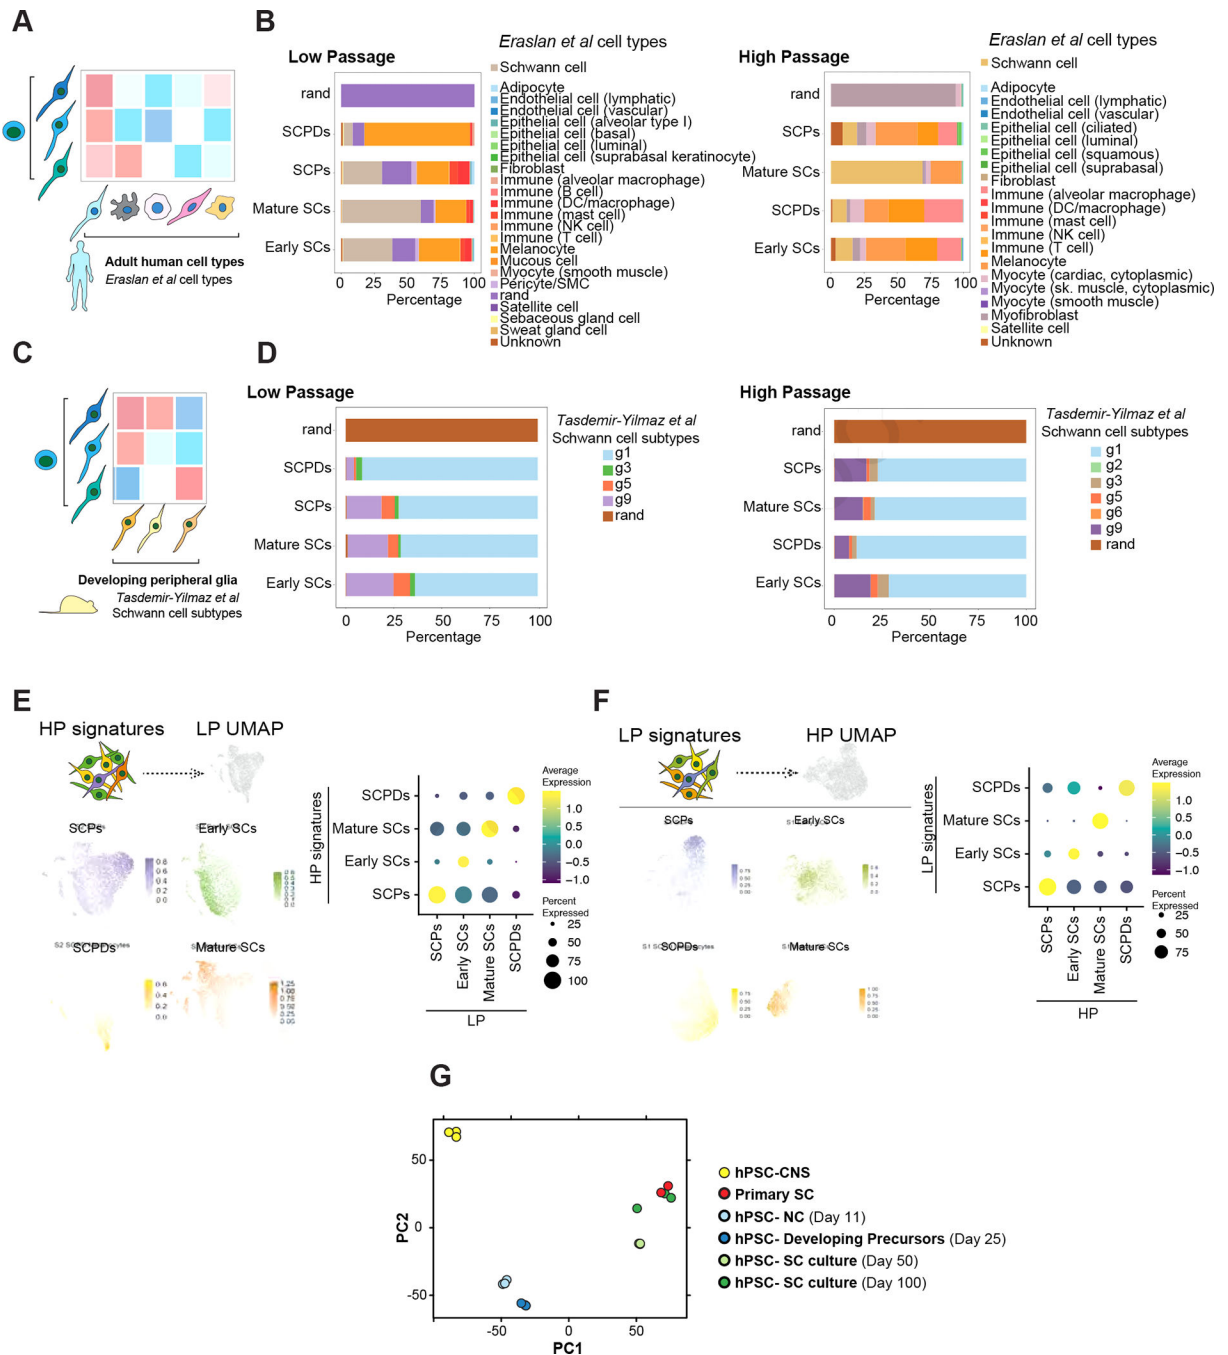 A
Adult human cell types
Eraslan et al cell types
B
Low Passage
Eraslan et al cell types
rand
SCPDs
SCPs
Mature SCs
Early SCs
0
25
50
75
100
Percentage
Schwann cell
Adipocyte
Endothelial cell (lymphatic)
Endothelial cell (vascular)
Epithelial cell (alveolar type I)
Epithelial cell (basal)
Epithelial cell (luminal)
Epithelial cell (suprabasal keratinocyte)
Fibroblast
Immune (alveolar macrophage)
Immune (B cell)
Immune (DC/macrophage)
Immune (mast cell)
Immune (NK cell)
Immune (T cell)
Melanocyte
Mucous cell
Myocyte (smooth muscle)
Pericyte/SMC
rand
Satellite cell
Sebaceous gland cell
Sweat gland cell
Unknown
High Passage
Eraslan et al cell types
rand
SCPs
Mature SCs
SCPDs
Early SCs
0
25
50
75
100
Percentage
Schwann cell
Adipocyte
Endothelial cell (lymphatic)
Endothelial cell (vascular)
Epithelial cell (ciliated)
Epithelial cell (luminal)
Epithelial cell (squamous)
Epithelial cell (suprabasal)
Fibroblast
Immune (alveolar macrophage)
Immune (DC/macrophage)
Immune (mast cell)
Immune (NK cell)
Immune (T cell)
Melanocyte
Myocyte (cardiac, cytoplasmic)
Myocyte (sk. muscle, cytoplasmic)
Myocyte (smooth muscle)
Myofibroblast
Satellite cell
Unknown
C
Developing peripheral glia
Tasdemir-Yilmaz et al
Schwann cell subtypes
D
Low Passage
rand
SCPDs
SCPs
Mature SCs
Early SCs
0
25
50
75
100
Percentage
Tasdemir-Yilmaz et al
Schwann cell subtypes
g1
g3
g5
g9
rand
High Passage
rand
SCPs
Mature SCs
SCPDs
Early SCs
0
25
50
75
100
Percentage
Tasdemir-Yilmaz et al
Schwann cell subtypes
g1
g2
g3
g5
g6
g9
rand
E
HP signatures
LP UMAP
SCPs
Early SCs
SCPDs
Mature SCs
HP signatures
SCPDs
Mature SCs
Early SCs
SCPs
SCPs
Early SCs
Mature SCs
SCPDs
LP
Average
Expression
1.0
0.5
0.0
−0.5
−1.0
Percent
Expressed
25
50
75
100
F
LP signatures
HP UMAP
SCPs
Early SCs
SCPDs
Mature SCs
LP signatures
SCPDs
Mature SCs
Early SCs
SCPs
SCPs
Early SCs
Mature SCs
SCPDs
HP
Average
Expression
1.0
0.5
0.0
−0.5
−1.0
Percent
Expressed
25
50
75
G
PC2
50
0
-50
-50
0
50
PC1
hPSC-CNS
Primary SC
hPSC- NC (Day 11)
hPSC- Developing Precursors (Day 25)
hPSC- SC culture (Day 50)
hPSC- SC culture (Day 100)